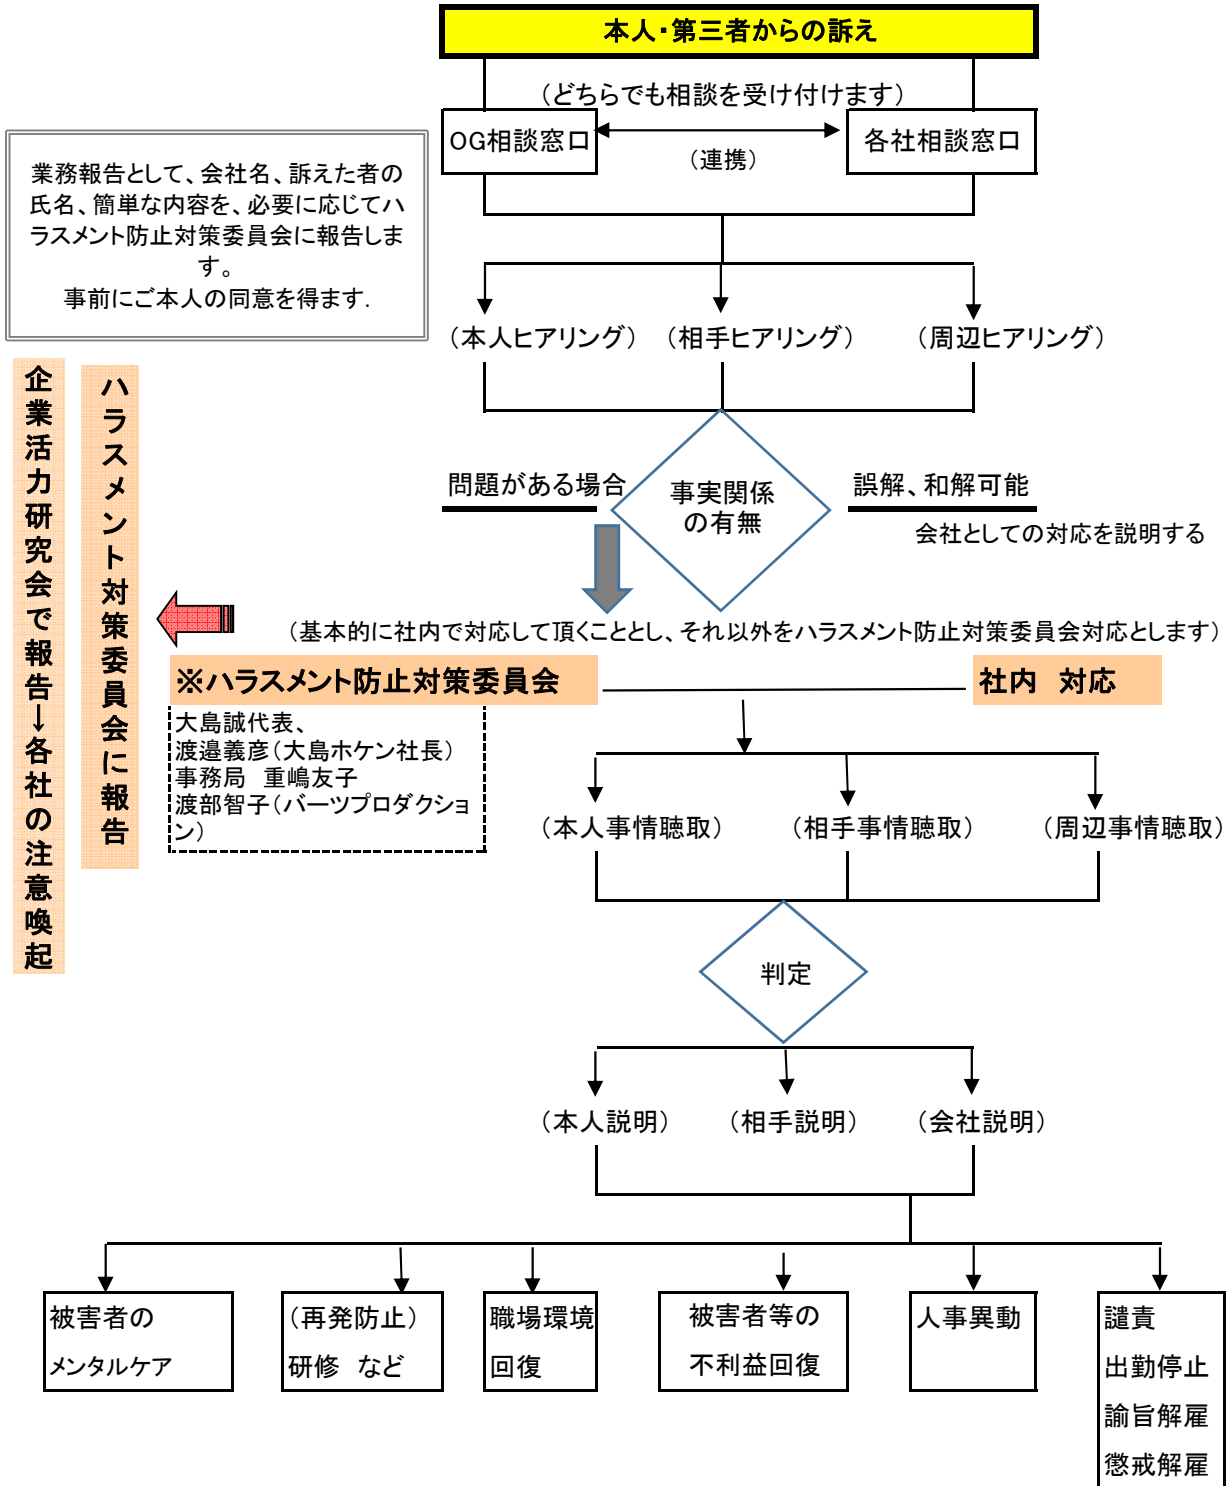 本人・第三者からの訴え
（どちらでも相談を受け付けます）
OG相談窓口
各社相談窓口
（連携）
業務報告として、会社名、訴えた者の
氏名、簡単な内容を、必要に応じてハ
ラスメント防止対策委員会に報告しま
す。
事前にご本人の同意を得ます.
（本人ヒアリング）
（相手ヒアリング）
（周辺ヒアリング）
企業活力研究会で報告→各社の注意喚起
ハラスメント対策委員会に報告
問題がある場合
事実関係
の有無
誤解、和解可能
会社としての対応を説明する
（基本的に社内で対応して頂くこととし、それ以外をハラスメント防止対策委員会対応とします）
※ハラスメント防止対策委員会
社内　対応
大島誠代表、
渡邉義彦（大島ホケン社長）
事務局　重嶋友子
渡部智子（バーツプロダクショ
ン）
（本人事情聴取）
（相手事情聴取）
（周辺事情聴取）
判定
（本人説明）
（相手説明）
（会社説明）
被害者の
メンタルケア
（再発防止）
研修　など
職場環境
回復
被害者等の
不利益回復
人事異動
譴責
出勤停止
諭旨解雇
懲戒解雇